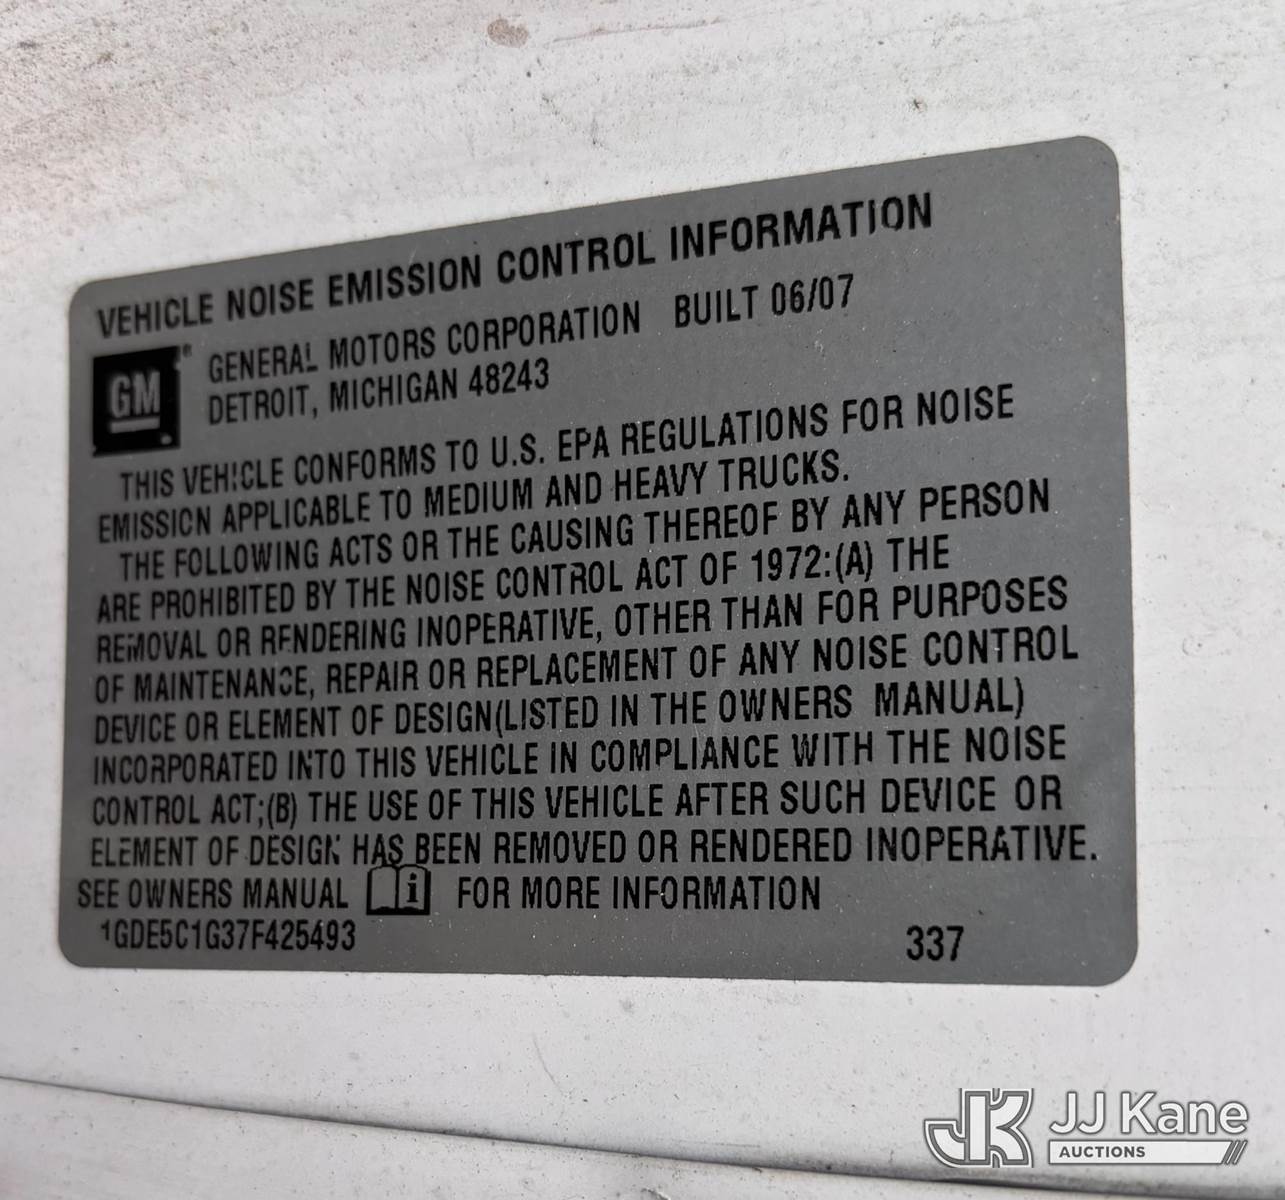 VEHICLE NOISE EMISSION CONTROL INFORMATION
GM ® GENERAL MOTORS CORPORATION BUILT 06/07
DETROIT, MICHIGAN 48243
THIS VEHICLE CONFORMS TO U.S. EPA REGULATIONS FOR NOISE
EMISSION APPLICABLE TO MEDIUM AND HEAVY TRUCKS.
THE FOLLOWING ACTS OR THE CAUSING THEREOF BY ANY PERSON
ARE PROHIBITED BY THE NOISE CONTROL ACT OF 1972:(A) THE
REMOVAL OR RENDERING INOPERATIVE, OTHER THAN FOR PURPOSES
OF MAINTENANCE, REPAIR OR REPLACEMENT OF ANY NOISE CONTROL
DEVICE OR ELEMENT OF DESIGN(LISTED IN THE OWNERS MANUAL)
INCORPORATED INTO THIS VEHICLE IN COMPLIANCE WITH THE NOISE
CONTROL ACT;(B) THE USE OF THIS VEHICLE AFTER SUCH DEVICE OR
ELEMENT OF DESIGN HAS BEEN REMOVED OR RENDERED INOPERATIVE.
SEE OWNERS MANUAL i FOR MORE INFORMATION
1GDE5C1G37F425493 337
JK JJ Kane
AUCTIONS